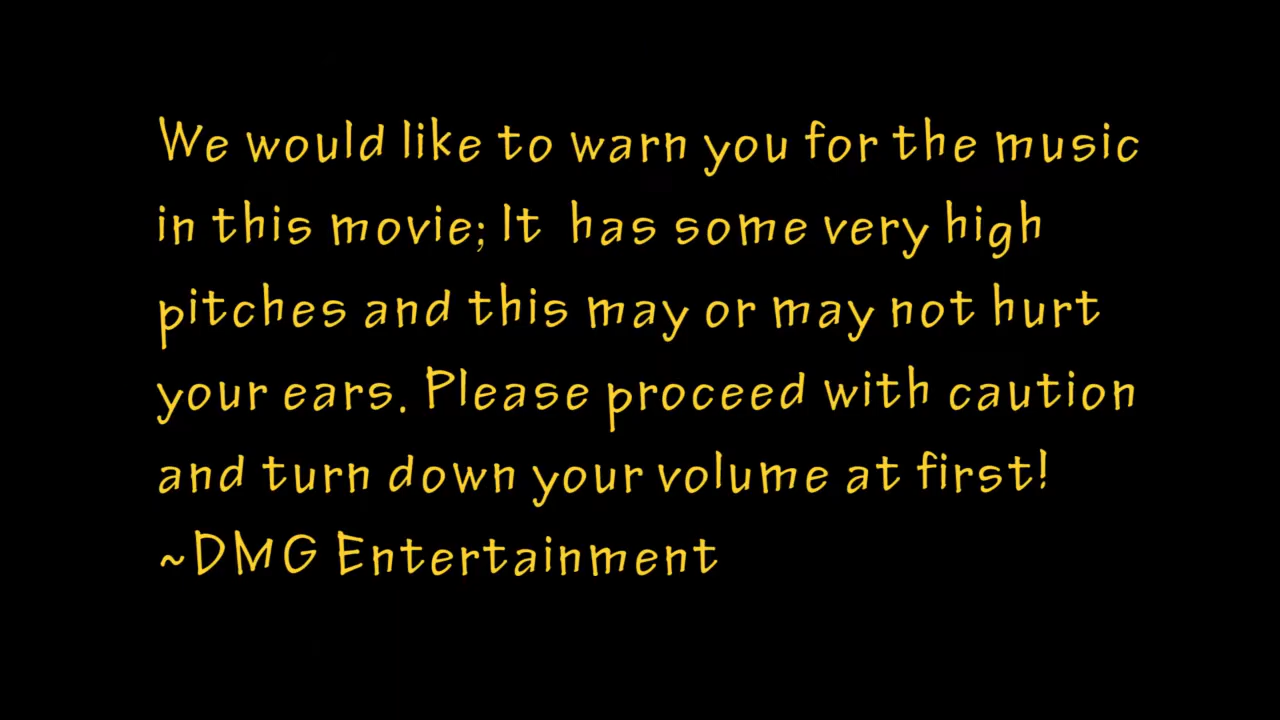 We would like to warn you for the music
in this movie; It has some very high
pitches and this may or may not hurt
your ears. Please proceed with caution
and turn down your volume at first!
~DMG Entertainment